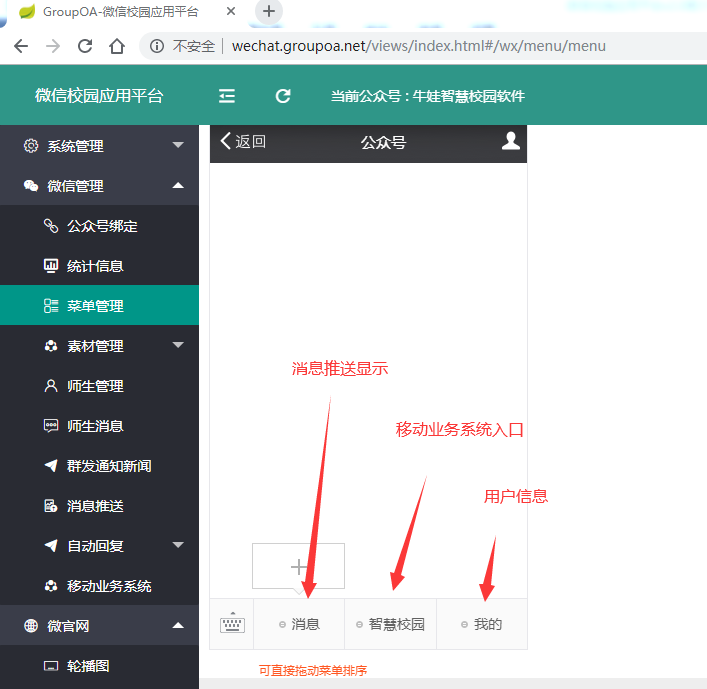 GroupOA-微信校园应用平台
不安全 wechat.groupoa.net/views/index.html#/wx/menu/menu
微信校园应用平台
当前公众号：牛娃智慧校园软件
系统管理
微信管理
公众号绑定
统计信息
菜单管理
素材管理
师生管理
师生消息
群发通知新闻
消息推送
自动回复
移动业务系统
微官网
轮播图
返回
公众号
消息推送显示
移动业务系统入口
用户信息
消息
智慧校园
我的
可直接拖动菜单排序